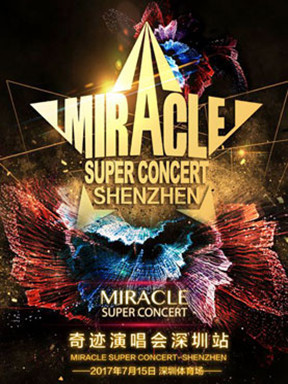 MIRACLE
SUPER CONCERT
SHENZHEN
MIRACLE
SUPER CONCERT
奇迹演唱会深圳站
MIRACLE SUPER CONCERT-SHENZHEN
2017年7月15日 深圳体育场